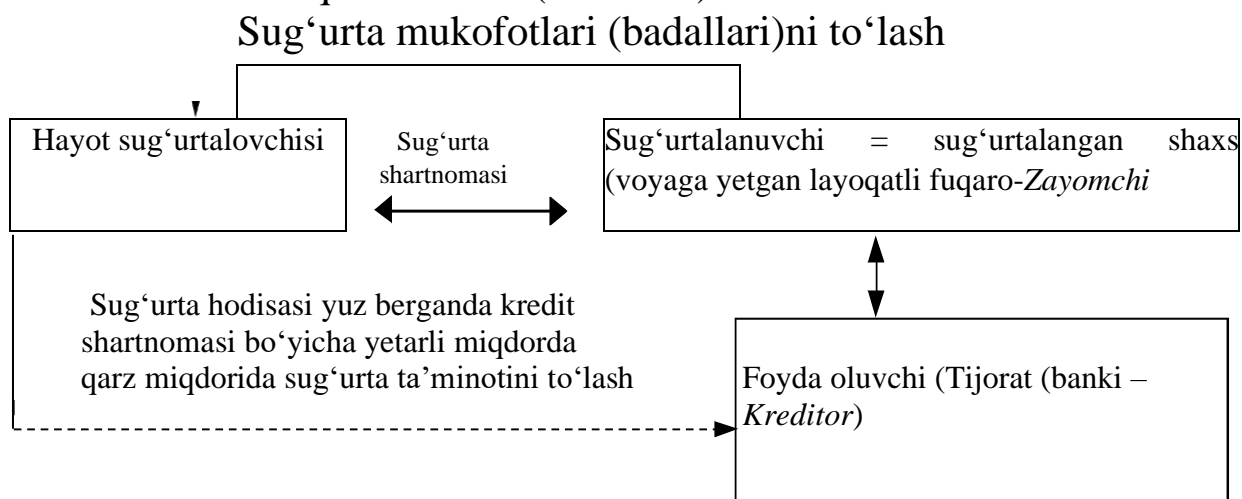 Sug‘urta mukofotlari (badallari)ni to‘lash
Hayot sug‘urtalovchisi
Sug‘urta
shartnomasi
Sug‘urtalanuvchi = sug‘urtalangan shaxs
(voyaga yetgan layoqatli fuqaro-Zayomchi
Sug‘urta hodisasi yuz berganda kredit
shartnomasi bo‘yicha yetarli miqdorda
qarz miqdorida sug‘urta ta’minotini to‘lash
Foyda oluvchi (Tijorat (banki –
Kreditor)